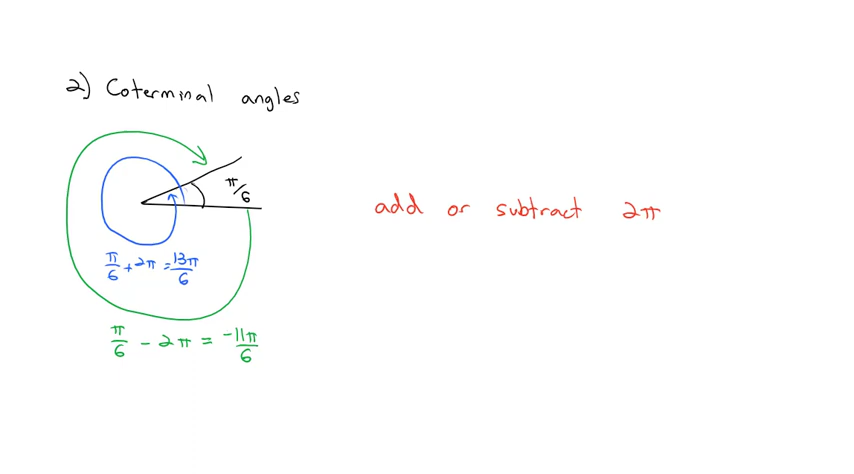 2) Coterminal angles
π/6
add or subtract 2π
π/6 + 2π = 13π/6
π/6 - 2π = -11π/6